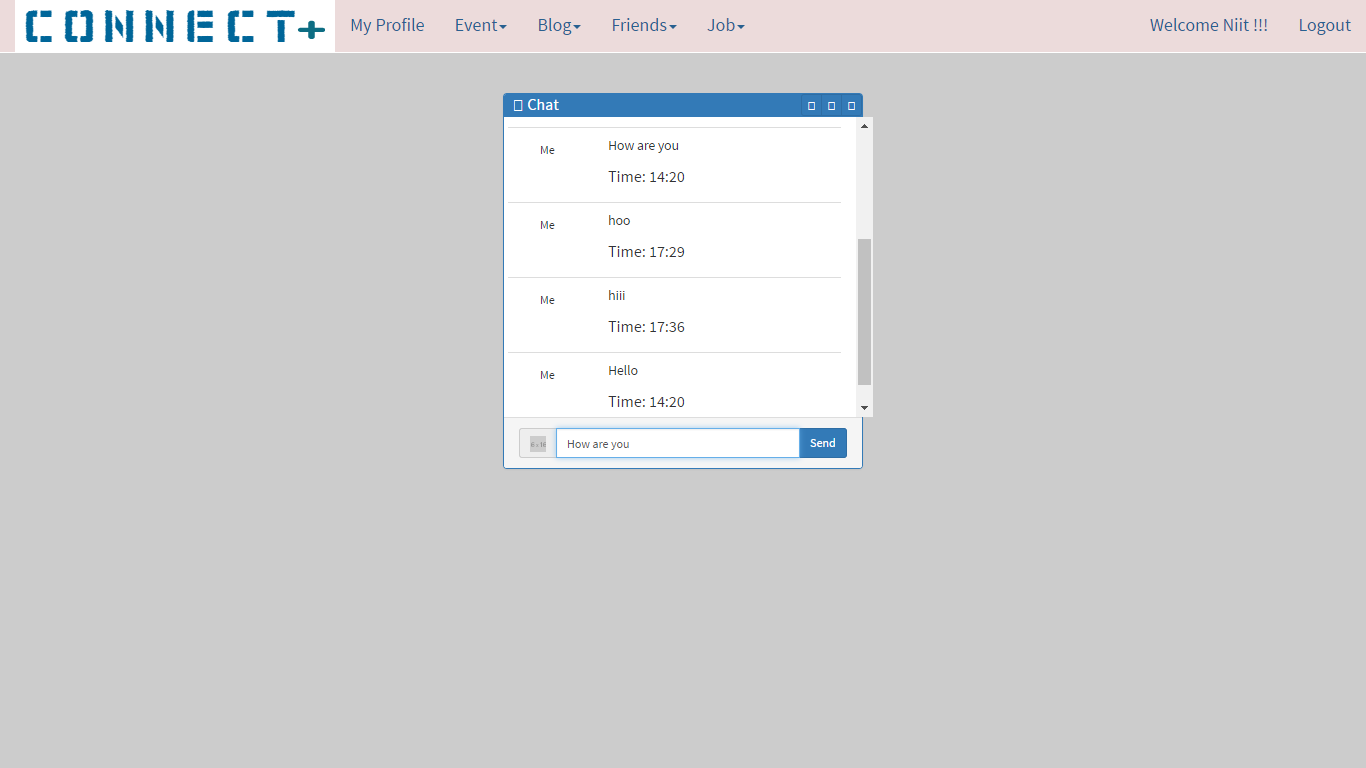 CONNECT+ My Profile Event Blog Friends Job Welcome Niit !!! Logout
Chat
Me How are you
Time: 14:20
Me hoo
Time: 17:29
Me hiii
Time: 17:36
Me Hello
Time: 14:20
How are you Send